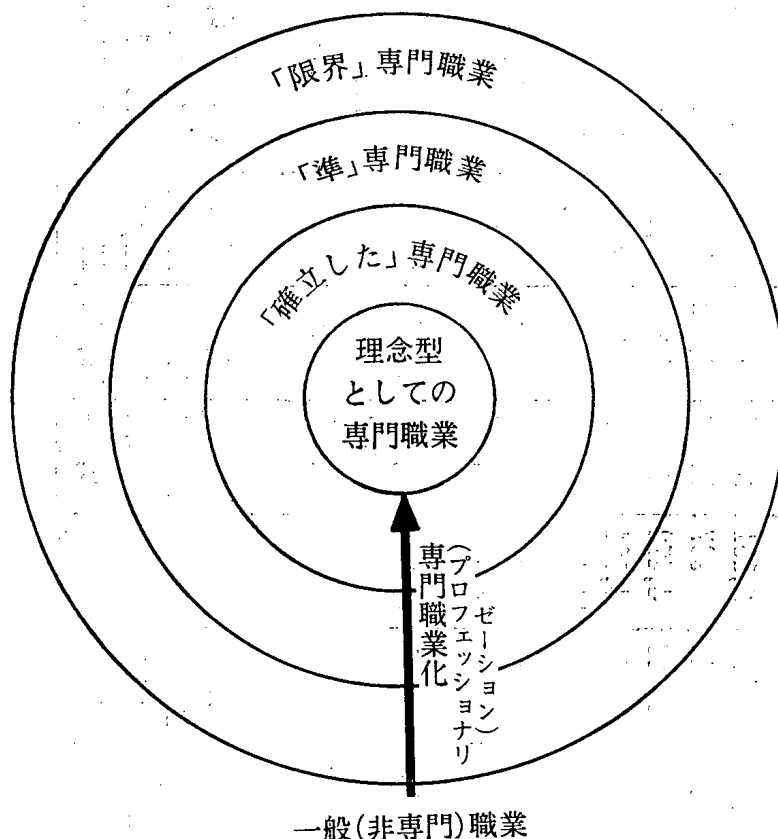 「限界」専門職業
「準」専門職業
「確立した」専門職業
理念型
としての
専門職業
専門職業化
(プロフェッショナリ
ゼーション)
一般(非専門)職業